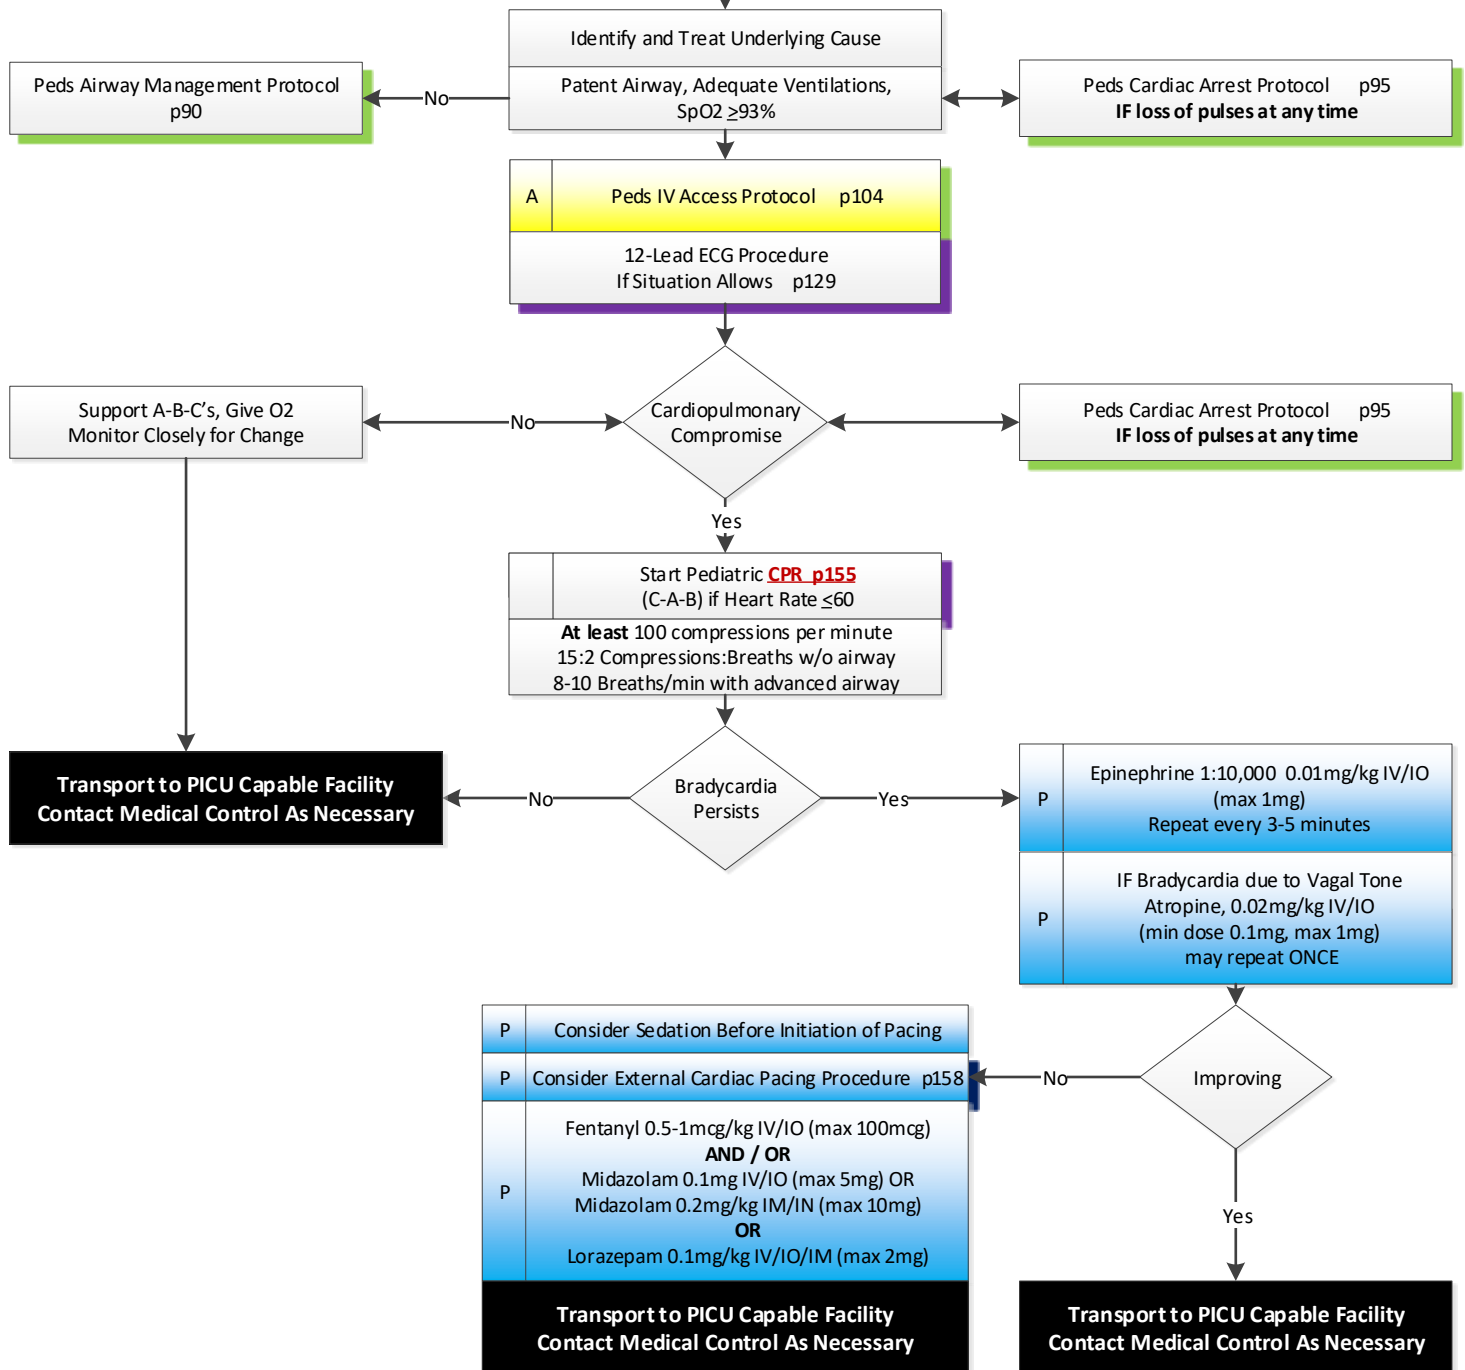 Identify and Treat Underlying Cause
Peds Airway Management Protocol
p90
No
Patent Airway, Adequate Ventilations,
SpO2 ≥93%
Peds Cardiac Arrest Protocol p95
IF loss of pulses at any time
A
Peds IV Access Protocol p104
12-Lead ECG Procedure
If Situation Allows p129
Support A-B-C's, Give O2
Monitor Closely for Change
No
Cardiopulmonary
Compromise
Peds Cardiac Arrest Protocol p95
IF loss of pulses at any time
Yes
Start Pediatric CPR p155
(C-A-B) if Heart Rate ≤60
At least 100 compressions per minute
15:2 Compressions:Breaths w/o airway
8-10 Breaths/min with advanced airway
Transport to PICU Capable Facility
Contact Medical Control As Necessary
No
Bradycardia
Persists
Yes
P
Epinephrine 1:10,000 0.01mg/kg IV/IO
(max 1mg)
Repeat every 3-5 minutes
P
IF Bradycardia due to Vagal Tone
Atropine, 0.02mg/kg IV/IO
(min dose 0.1mg, max 1mg)
may repeat ONCE
P
Consider Sedation Before Initiation of Pacing
P
Consider External Cardiac Pacing Procedure p158
No
Improving
P
Fentanyl 0.5-1mcg/kg IV/IO (max 100mcg)
AND / OR
Midazolam 0.1mg IV/IO (max 5mg) OR
Midazolam 0.2mg/kg IM/IN (max 10mg)
OR
Lorazepam 0.1mg/kg IV/IO/IM (max 2mg)
Yes
Transport to PICU Capable Facility
Contact Medical Control As Necessary
Transport to PICU Capable Facility
Contact Medical Control As Necessary